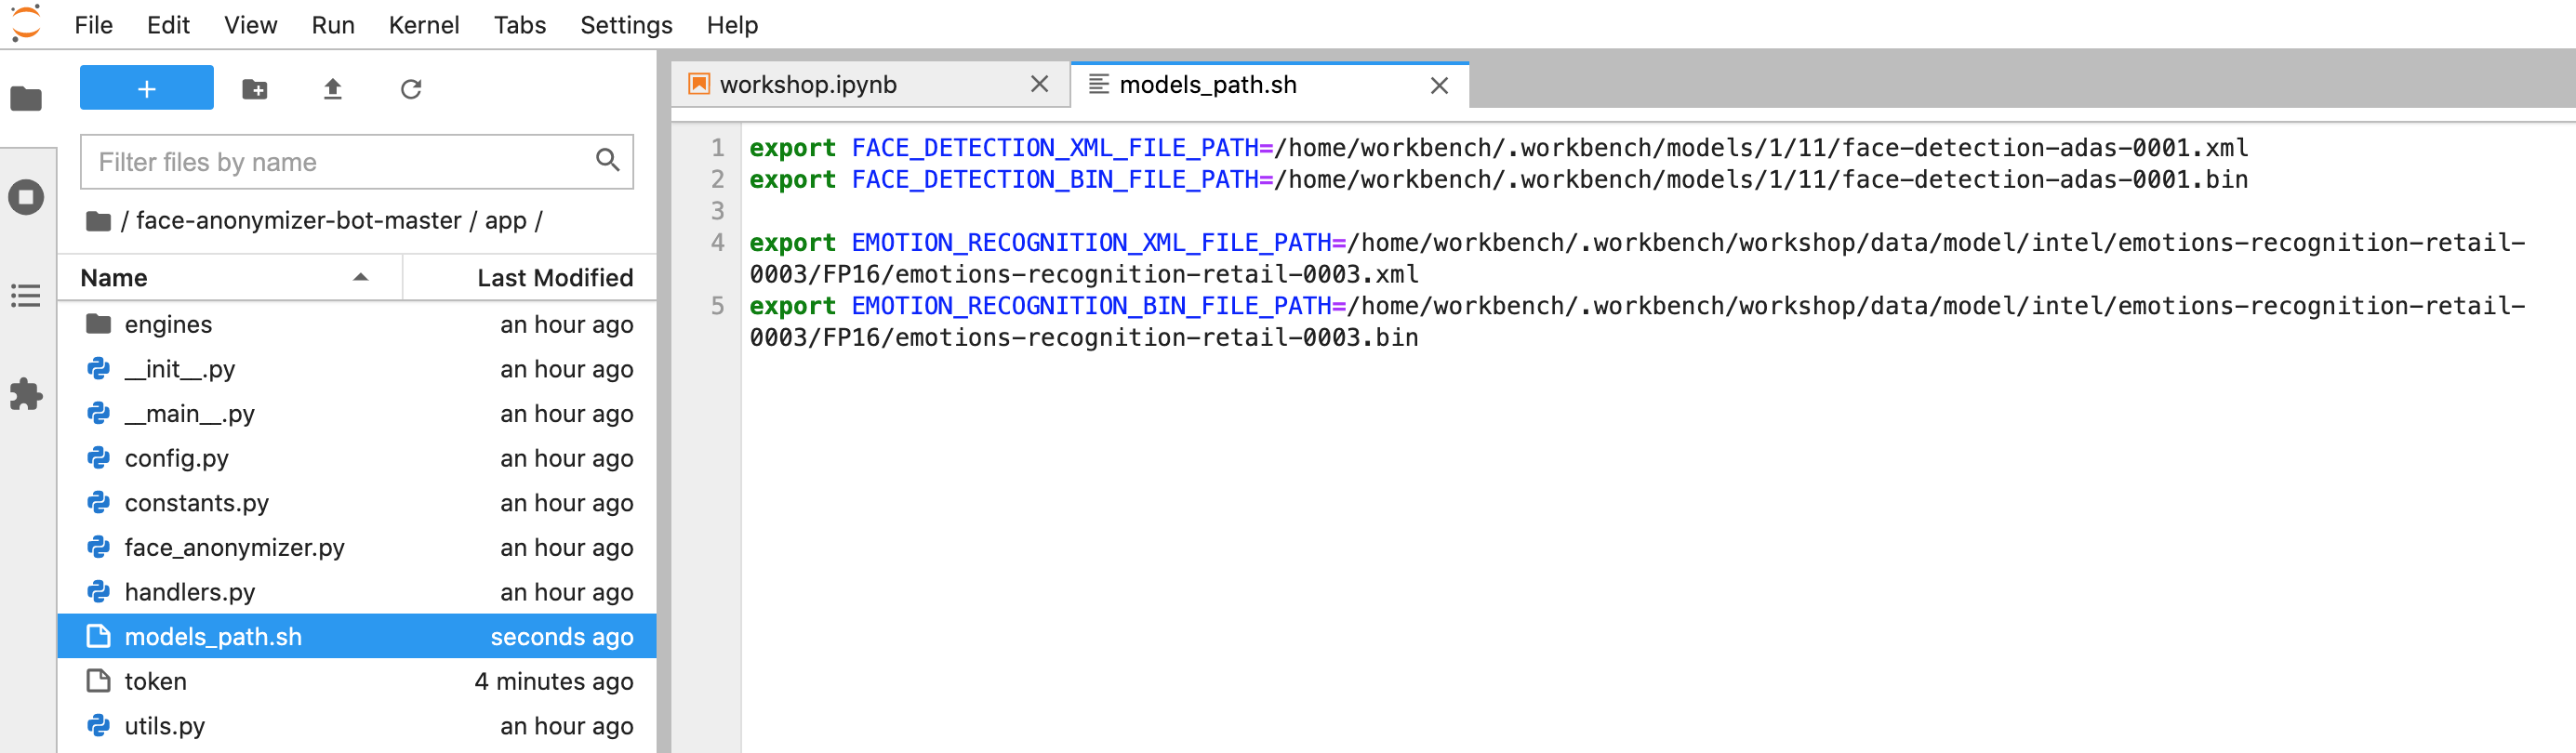 File Edit View Run Kernel Tabs Settings Help
+
Filter files by name
/ face-anonymizer-bot-master / app /
Name Last Modified
engines an hour ago
__init__.py an hour ago
__main__.py an hour ago
config.py an hour ago
constants.py an hour ago
face_anonymizer.py an hour ago
handlers.py an hour ago
models_path.sh seconds ago
token 4 minutes ago
utils.py an hour ago
workshop.ipynb models_path.sh
1 export FACE_DETECTION_XML_FILE_PATH=/home/workbench/.workbench/models/1/11/face-detection-adas-0001.xml
2 export FACE_DETECTION_BIN_FILE_PATH=/home/workbench/.workbench/models/1/11/face-detection-adas-0001.bin
3
4 export EMOTION_RECOGNITION_XML_FILE_PATH=/home/workbench/.workbench/workshop/data/model/intel/emotions-recognition-retail-
0003/FP16/emotions-recognition-retail-0003.xml
5 export EMOTION_RECOGNITION_BIN_FILE_PATH=/home/workbench/.workbench/workshop/data/model/intel/emotions-recognition-retail-
0003/FP16/emotions-recognition-retail-0003.bin